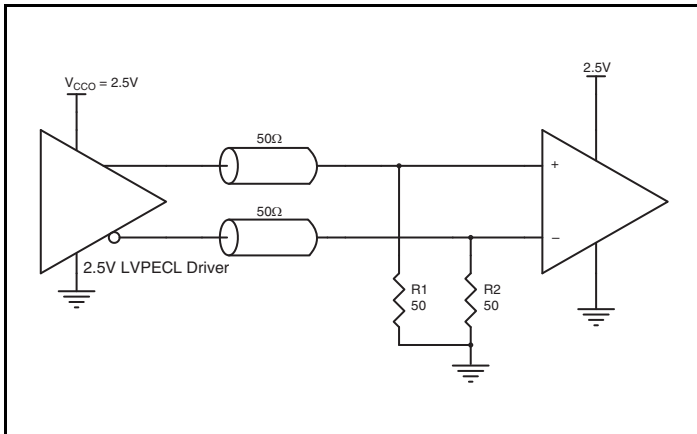 V_CCO = 2.5V
2.5V
50Ω
50Ω
+
−
2.5V LVPECL Driver
R1
50
R2
50